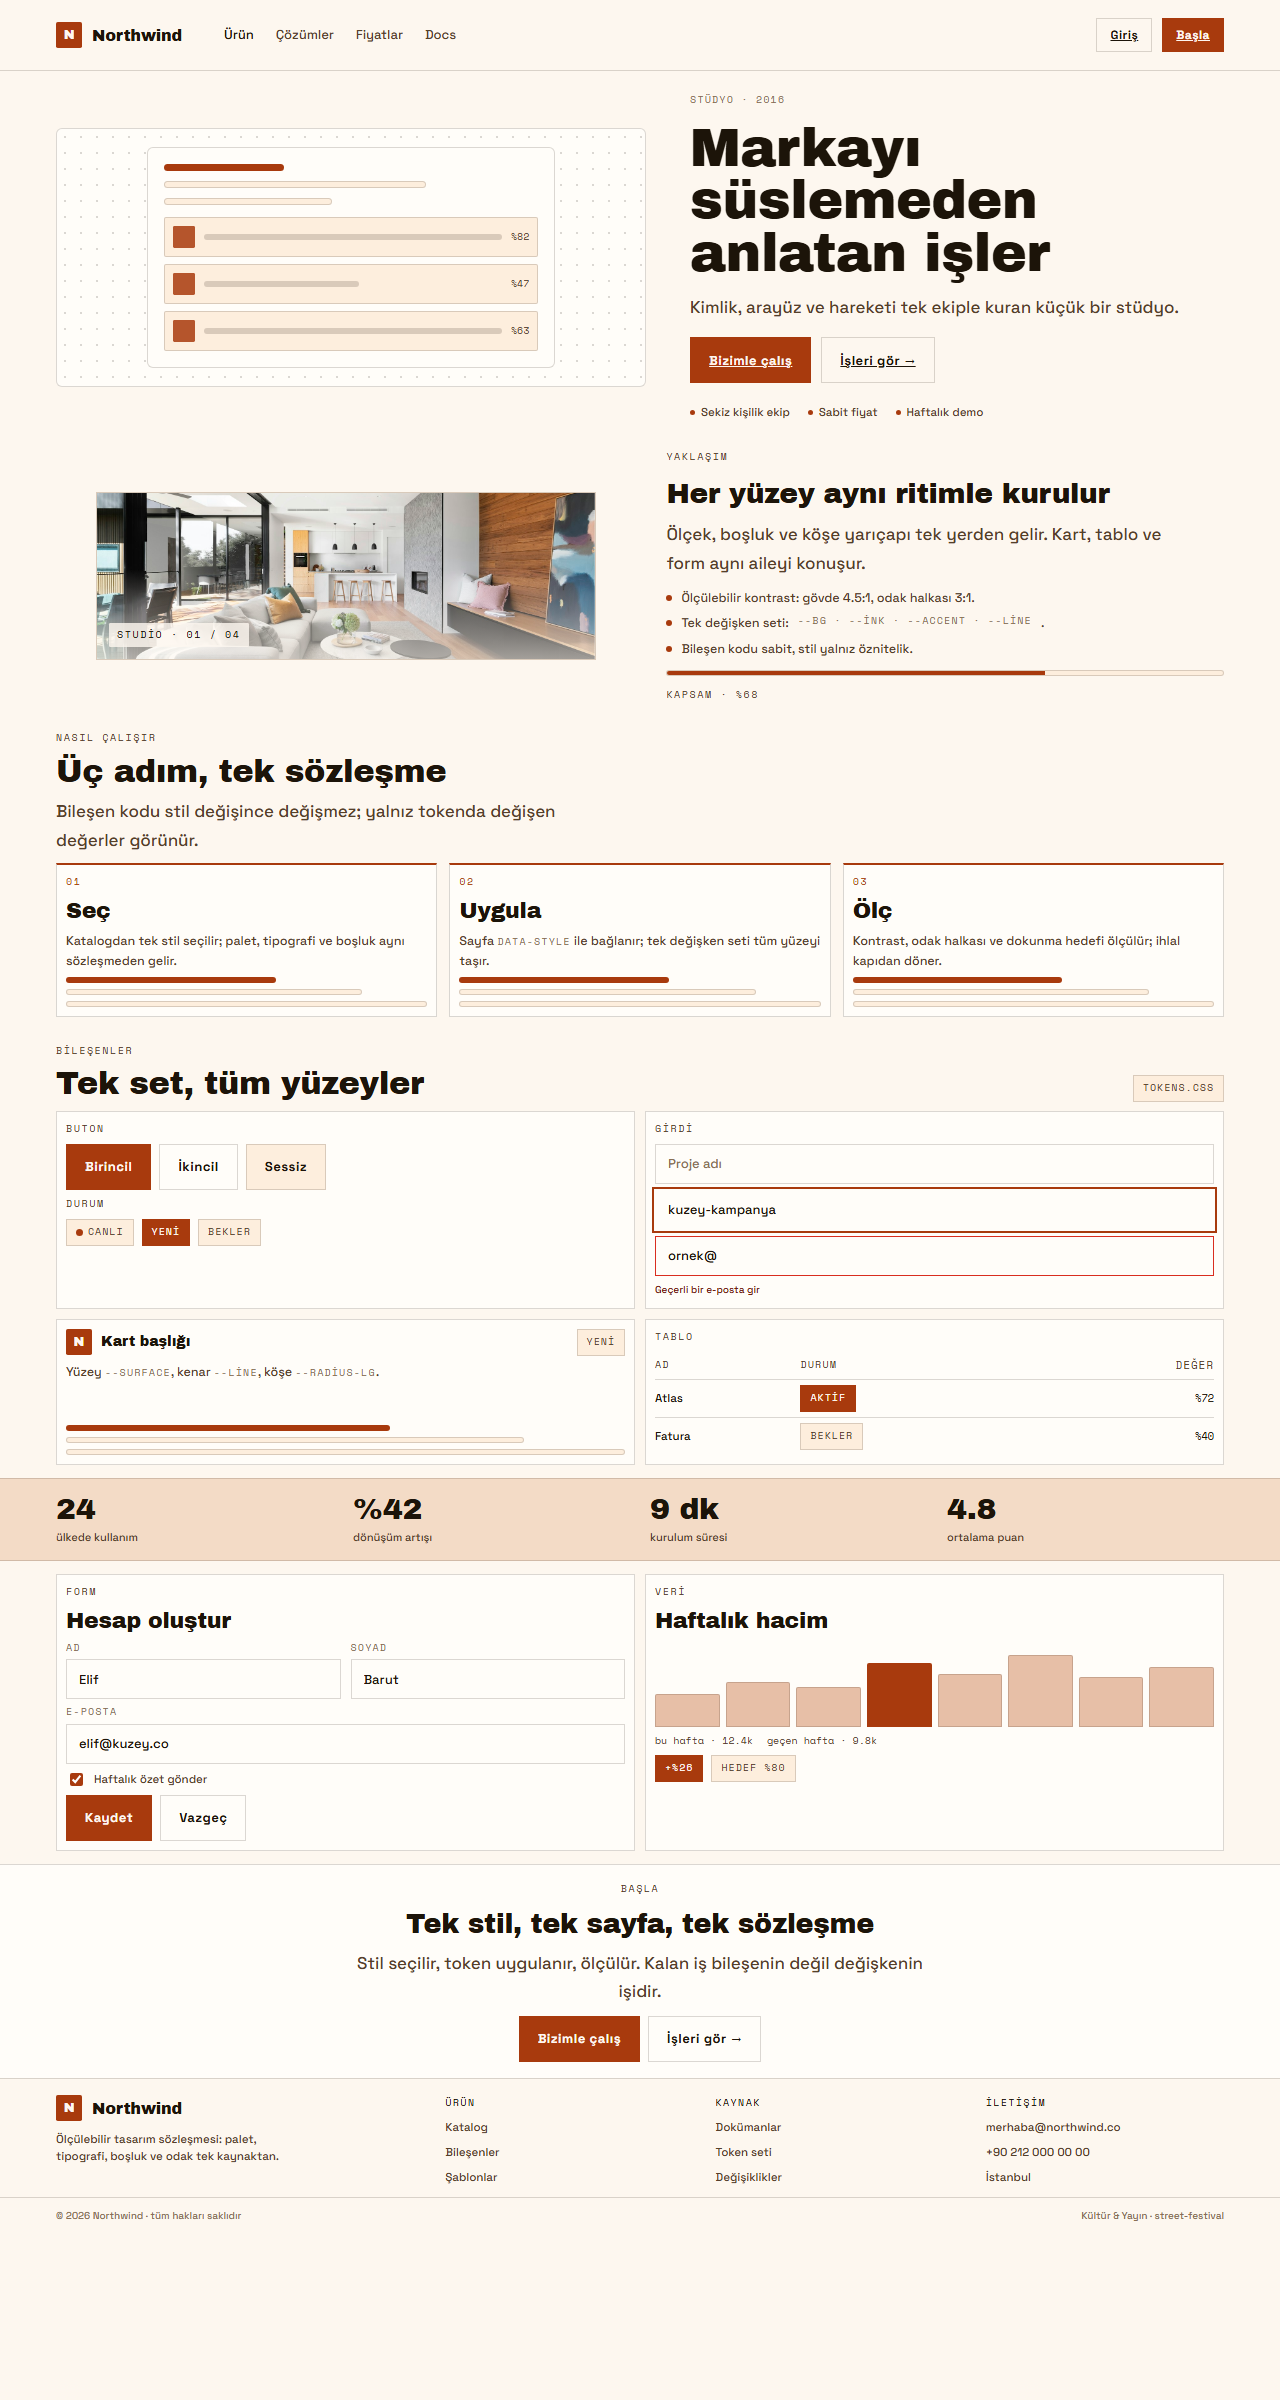 N Northwind Ürün Çözümler Fiyatlar Docs Giriş Başla
STÜDYO · 2016
Markayı
süslemeden
anlatan işler
Kimlik, arayüz ve hareketi tek ekiple kuran küçük bir stüdyo.
Bizimle çalış İşleri gör →
Sekiz kişilik ekip Sabit fiyat Haftalık demo
%82
%47
%63
YAKLAŞIM
Her yüzey aynı ritimle kurulur
Ölçek, boşluk ve köşe yarıçapı tek yerden gelir. Kart, tablo ve
form aynı aileyi konuşur.
Ölçülebilir kontrast: gövde 4.5:1, odak halkası 3:1.
Tek değişken seti: --BG · --İNK · --ACCENT · --LİNE .
Bileşen kodu sabit, stil yalnız öznitelik.
KAPSAM · %68
STUDİO · 01 / 04
NASIL ÇALIŞIR
Üç adım, tek sözleşme
Bileşen kodu stil değişince değişmez; yalnız tokenda değişen
değerler görünür.
01
Seç
Katalogdan tek stil seçilir; palet, tipografi ve boşluk aynı
sözleşmeden gelir.
02
Uygula
Sayfa DATA-STYLE ile bağlanır; tek değişken seti tüm yüzeyi
taşır.
03
Ölç
Kontrast, odak halkası ve dokunma hedefi ölçülür; ihlal
kapıdan döner.
BİLEŞENLER
Tek set, tüm yüzeyler
TOKENS.CSS
BUTON
Birincil İkincil Sessiz
DURUM
CANLI YENİ BEKLER
GİRDİ
Proje adı
kuzey-kampanya
ornek@
Geçerli bir e-posta gir
N Kart başlığı YENİ
Yüzey --SURFACE, kenar --LİNE, köşe --RADİUS-LG.
TABLO
AD DURUM DEĞER
Atlas AKTİF %72
Fatura BEKLER %40
24 %42 9 dk 4.8
ülkede kullanım dönüşüm artışı kurulum süresi ortalama puan
FORM
Hesap oluştur
AD SOYAD
Elif Barut
E-POSTA
elif@kuzey.co
Haftalık özet gönder
Kaydet Vazgeç
VERİ
Haftalık hacim
bu hafta · 12.4k geçen hafta · 9.8k
+%26 HEDEF %80
BAŞLA
Tek stil, tek sayfa, tek sözleşme
Stil seçilir, token uygulanır, ölçülür. Kalan iş bileşenin değil değişkenin
işidir.
Bizimle çalış İşleri gör →
N Northwind
Ölçülebilir tasarım sözleşmesi: palet,
tipografi, boşluk ve odak tek kaynaktan.
ÜRÜN
Katalog
Bileşenler
Şablonlar
KAYNAK
Dokümanlar
Token seti
Değişiklikler
İLETİŞİM
merhaba@northwind.co
+90 212 000 00 00
İstanbul
© 2026 Northwind · tüm hakları saklıdır Kültür & Yayın · street-festival